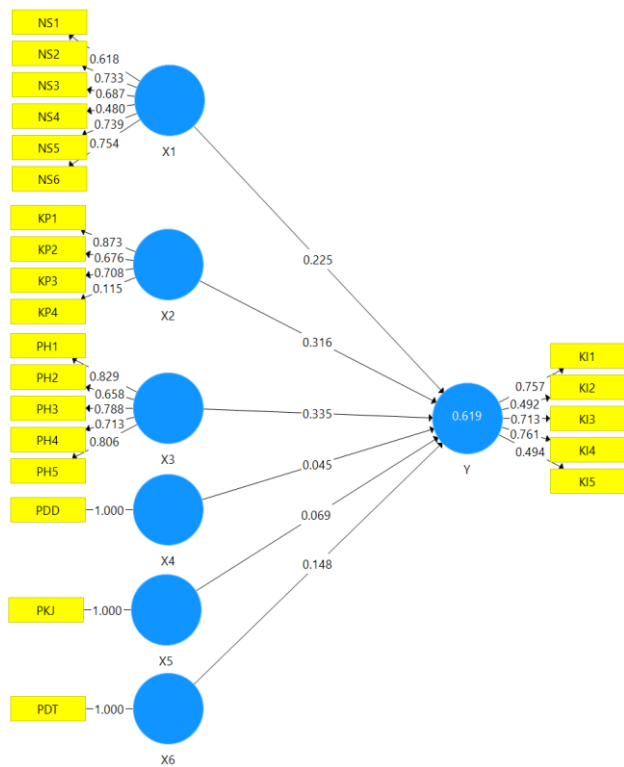 NS1
NS2
NS3
NS4
NS5
NS6
0.618
0.733
0.687
0.480
0.739
0.754
X1
KP1
KP2
KP3
KP4
0.873
0.676
0.708
0.115
X2
PH1
PH2
PH3
PH4
PH5
0.829
0.658
0.788
0.713
0.806
X3
PDD
1.000
X4
PKJ
1.000
X5
PDT
1.000
X6
0.225
0.316
0.335
0.045
0.069
0.148
0.619
Y
0.757
0.492
0.713
0.761
0.494
KI1
KI2
KI3
KI4
KI5